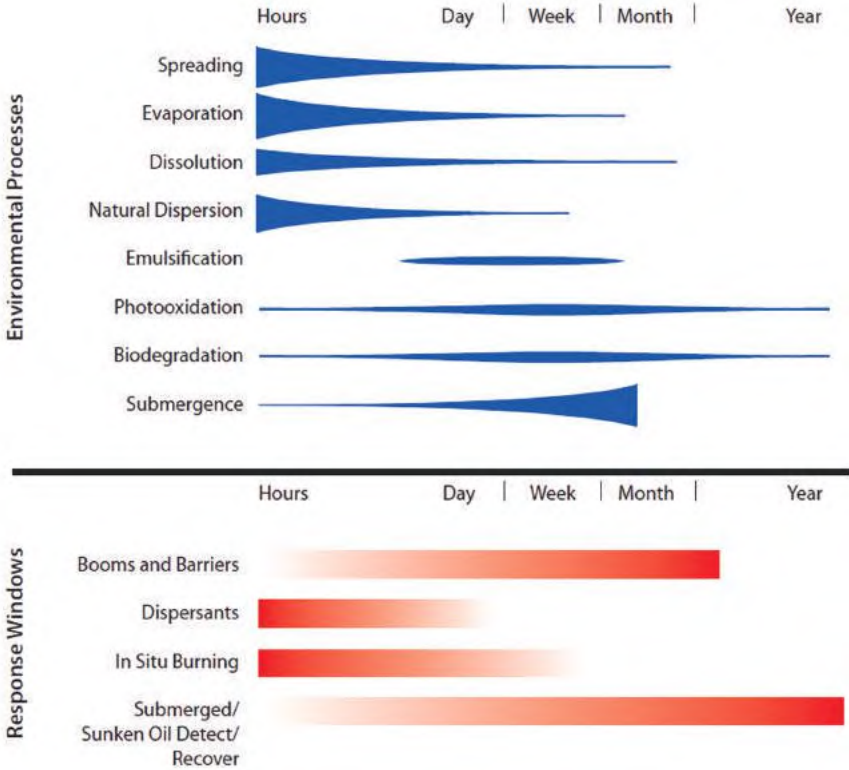 Hours Day | Week | Month | Year
Environmental Processes
Spreading
Evaporation
Dissolution
Natural Dispersion
Emulsification
Photooxidation
Biodegradation
Submergence
Hours Day | Week | Month | Year
Response Windows
Booms and Barriers
Dispersants
In Situ Burning
Submerged/
Sunken Oil Detect/
Recover